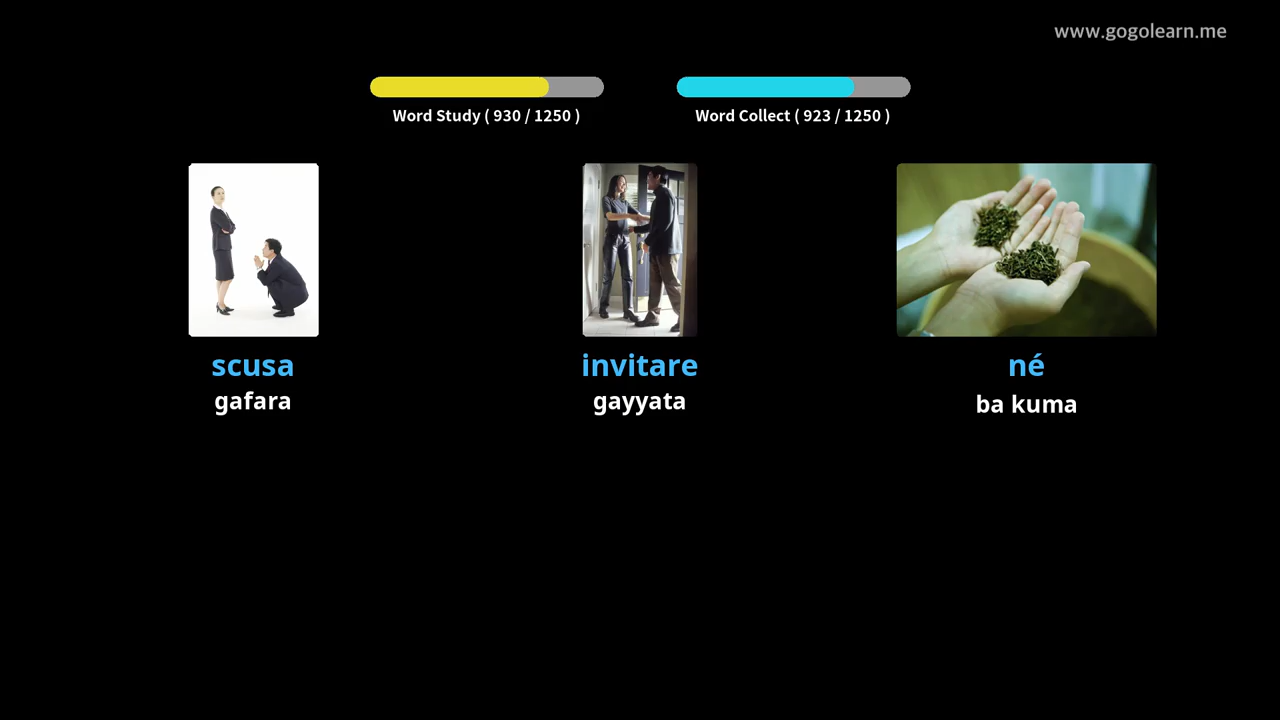 www.gogolearn.me
Word Study ( 930 / 1250 )
Word Collect ( 923 / 1250 )
scusa
gafara
invitare
gayyata
né
ba kuma